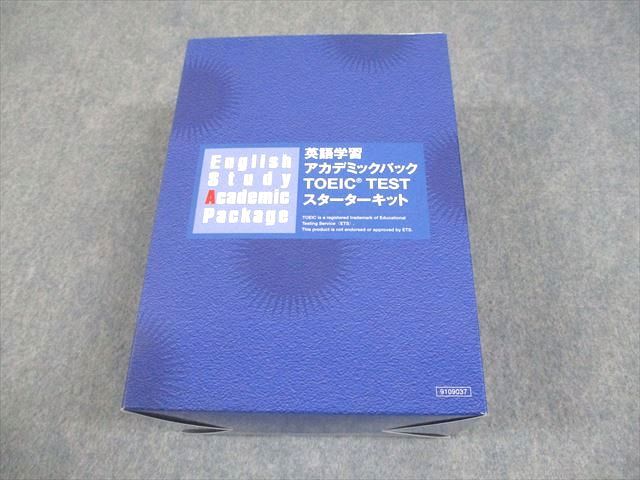 English
Study
Academic
Package
英語学習
アカデミックパック
TOEIC® TEST
スターターキット
TOEIC is a registered trademark of Educational
Testing Service (ETS).
This product is not endorsed or approved by ETS.
9109037